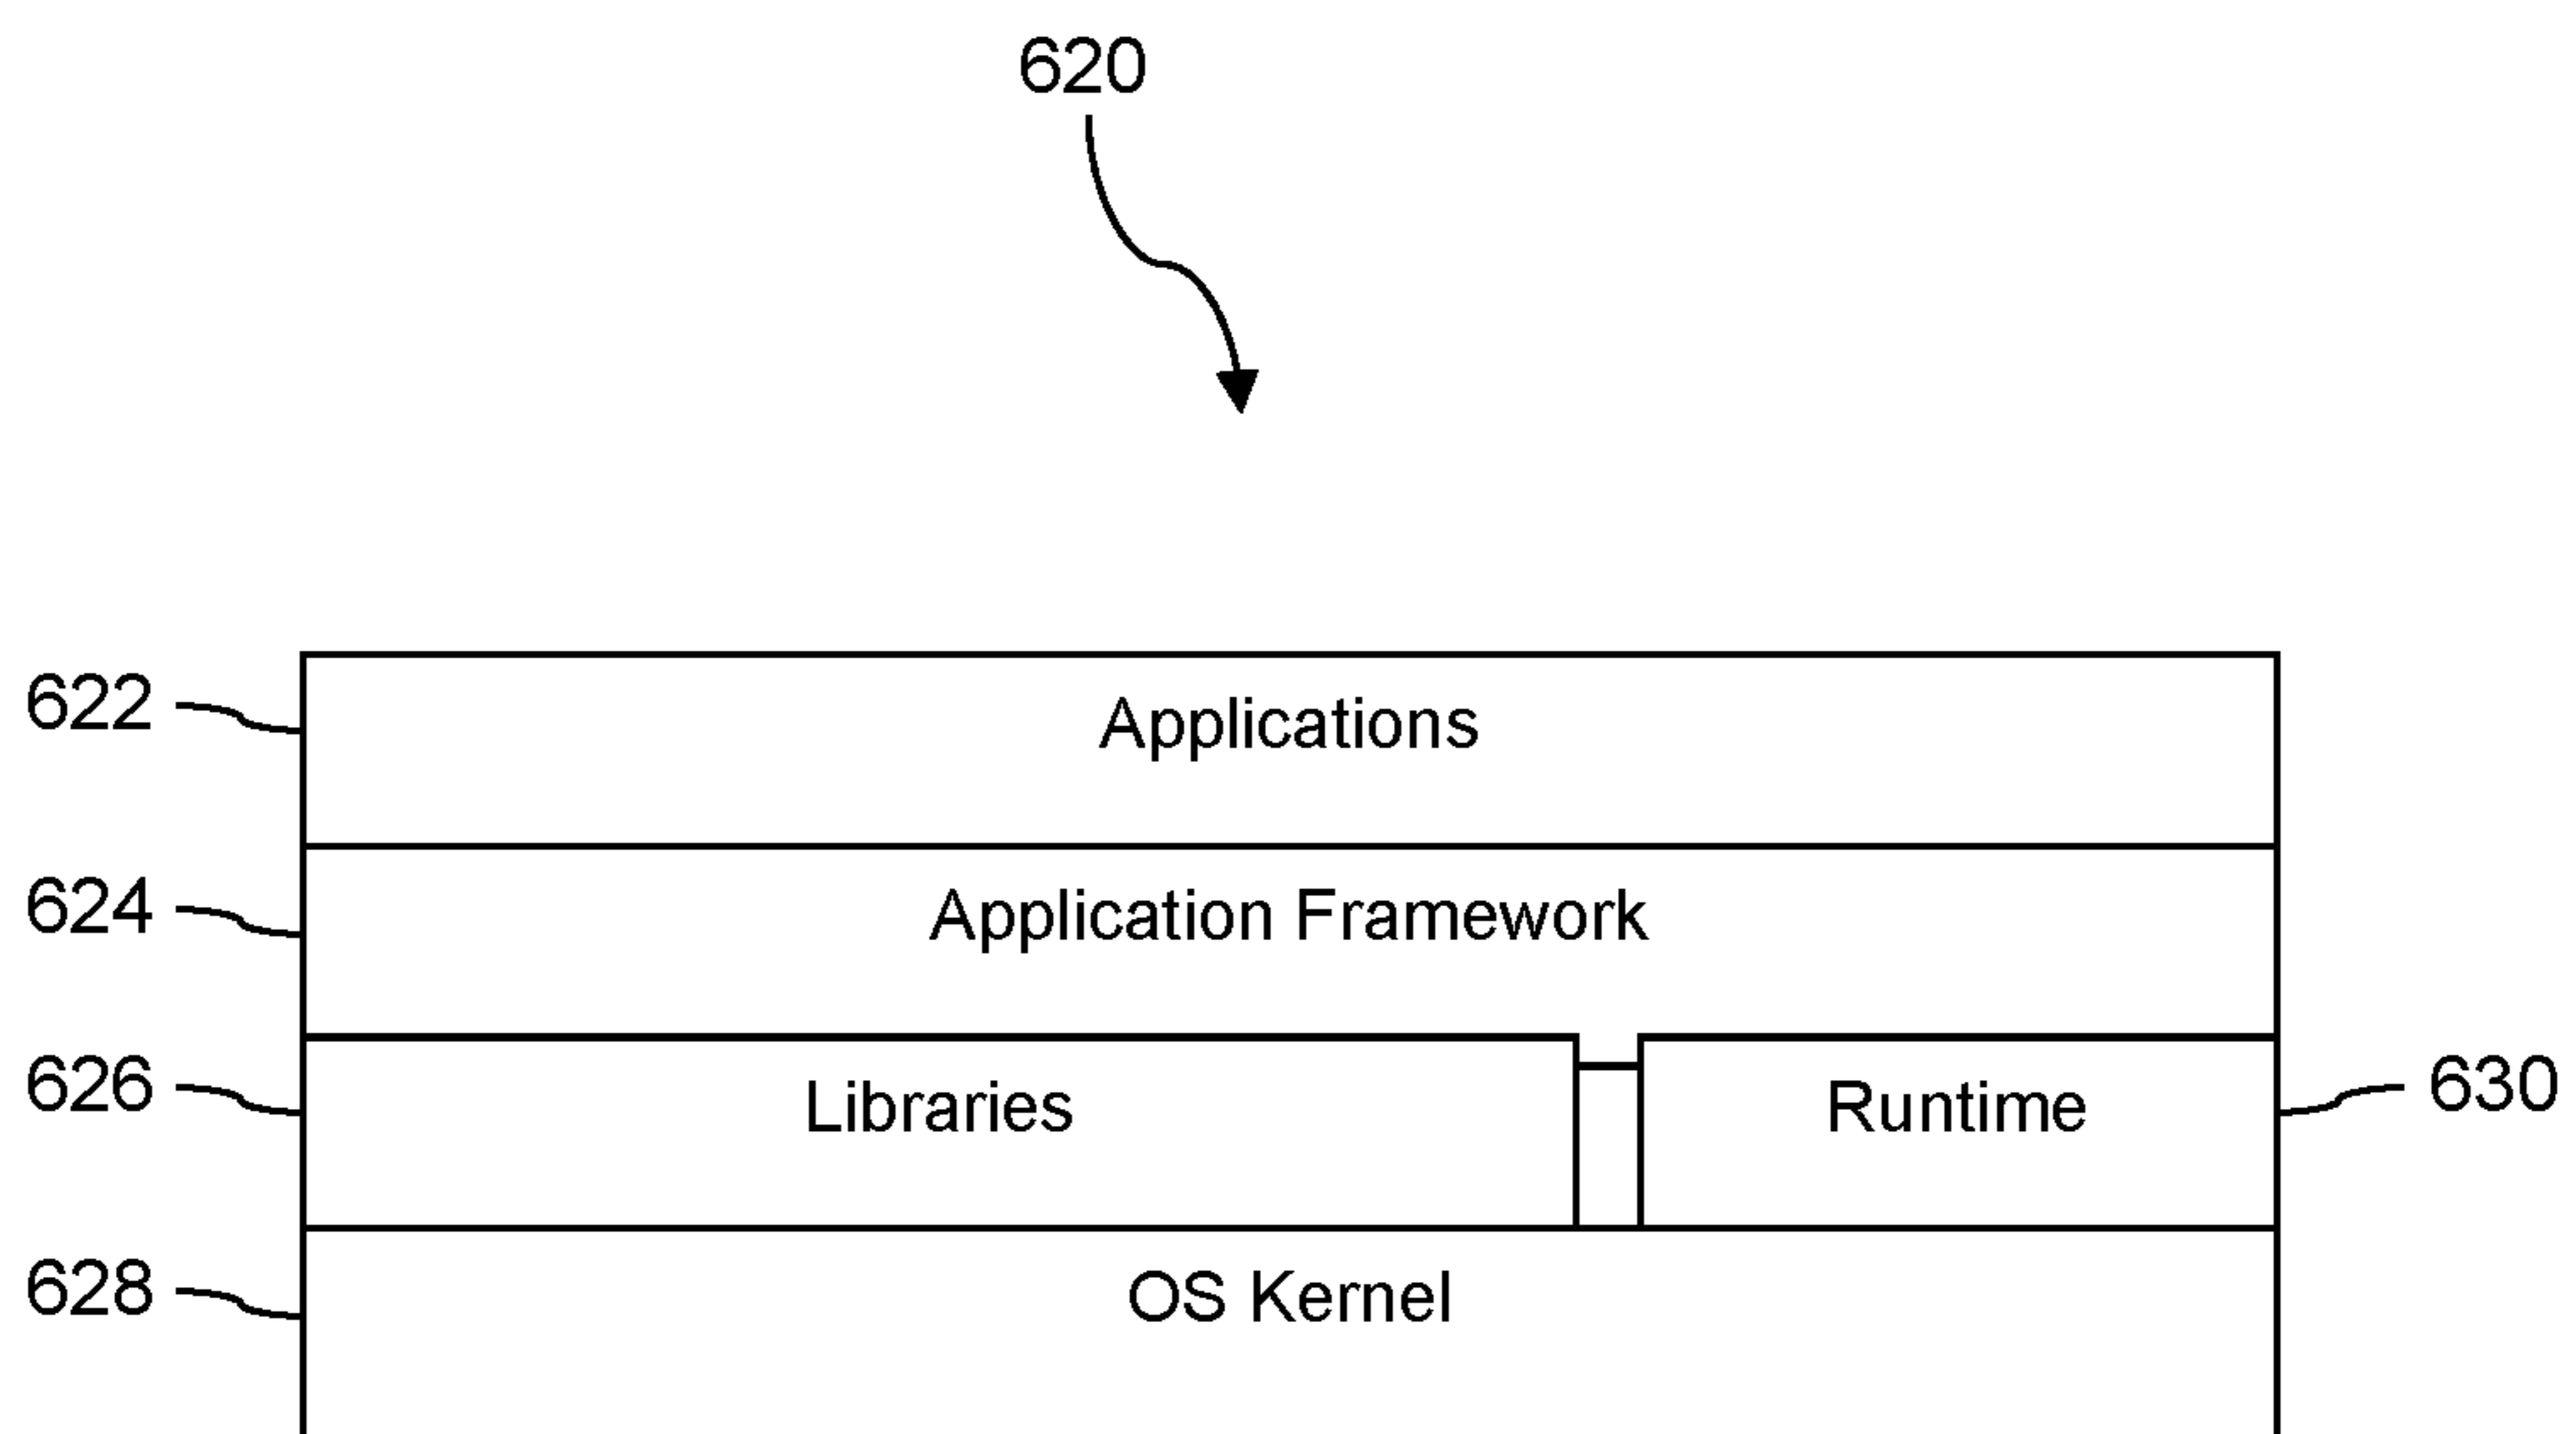 620
622
Applications
624
Application Framework
626
Libraries
Runtime
630
628
OS Kernel